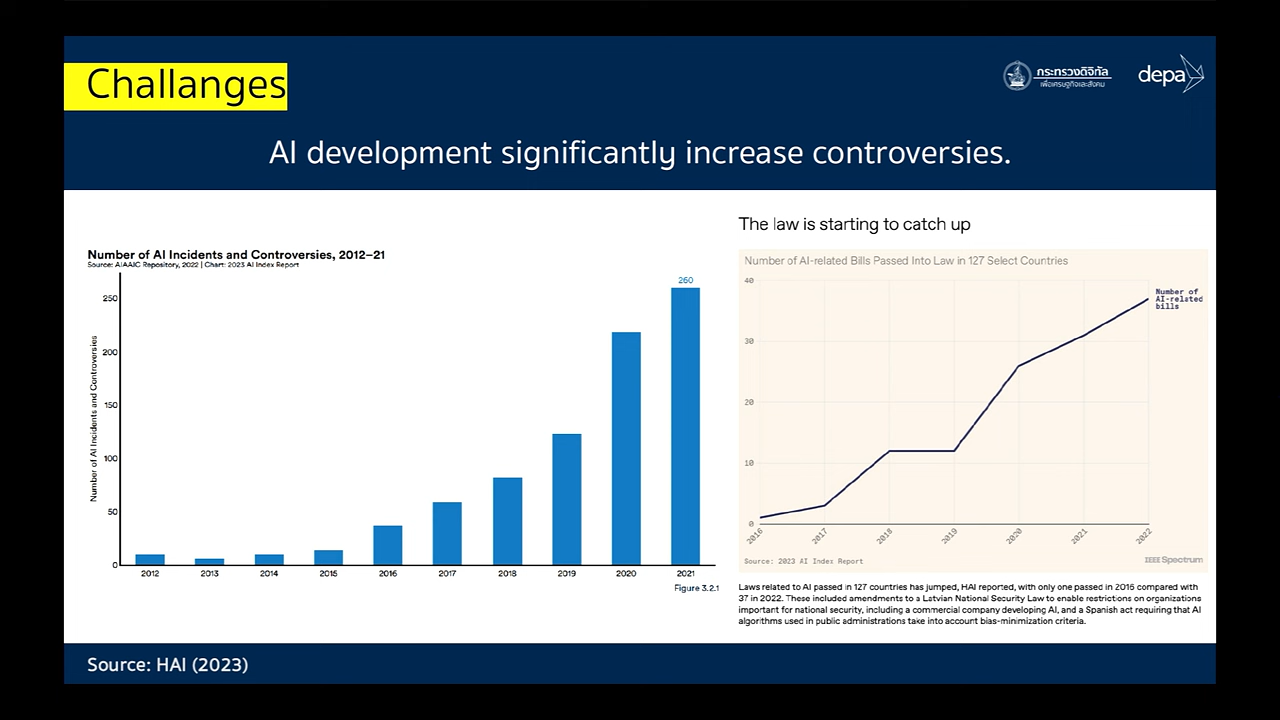 Challanges
กระทรวงดิจิทัล
เพื่อเศรษฐกิจและสังคม
depa
AI development significantly increase controversies.
Number of AI Incidents and Controversies, 2012–21
Source: AIAAIC Repository, 2022 | Chart: 2023 AI Index Report
Number of AI Incidents and Controversies
250
200
150
100
50
0
260
2012
2013
2014
2015
2016
2017
2018
2019
2020
2021
Figure 3.2.1
The law is starting to catch up
Number of AI-related Bills Passed Into Law in 127 Select Countries
40
30
20
10
0
Number of
AI-related
bills
2016
2017
2018
2019
2020
2021
2022
Source: 2023 AI Index Report
IEEE Spectrum
Laws related to AI passed in 127 countries has jumped, HAI reported, with only one passed in 2016 compared with
37 in 2022. These included amendments to a Latvian National Security Law to enable restrictions on organizations
important for national security, including a commercial company developing AI, and a Spanish act requiring that AI
algorithms used in public administrations take into account bias-minimization criteria.
Source: HAI (2023)